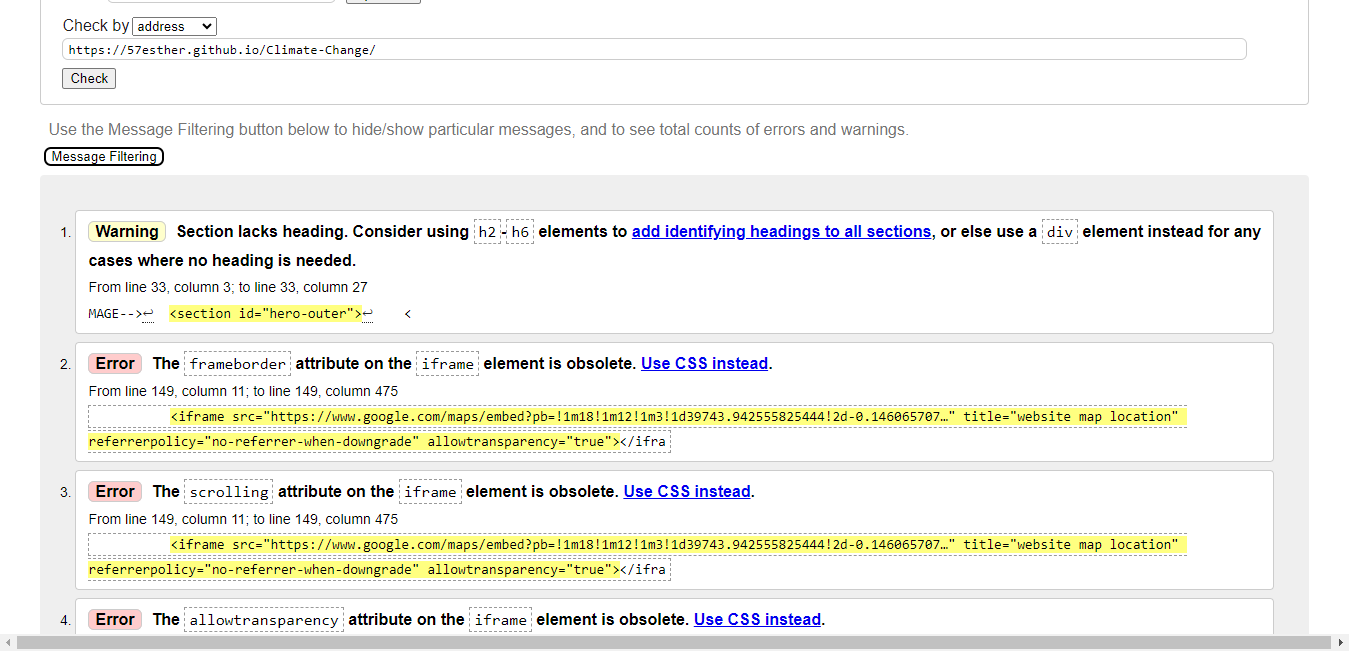 Check by address
https://57esther.github.io/Climate-Change/
Check
Use the Message Filtering button below to hide/show particular messages, and to see total counts of errors and warnings.
Message Filtering
1. Warning Section lacks heading. Consider using h2-h6 elements to add identifying headings to all sections, or else use a div element instead for any
cases where no heading is needed.
From line 33, column 3; to line 33, column 27
MAGE-->↩ <section id="hero-outer">↩ <
2. Error The frameborder attribute on the iframe element is obsolete. Use CSS instead.
From line 149, column 11; to line 149, column 475
<iframe src="https://www.google.com/maps/embed?pb=!1m18!1m12!1m3!1d39743.942555825444!2d-0.146065707…" title="website map location"
referrerpolicy="no-referrer-when-downgrade" allowtransparency="true"></ifra
3. Error The scrolling attribute on the iframe element is obsolete. Use CSS instead.
From line 149, column 11; to line 149, column 475
<iframe src="https://www.google.com/maps/embed?pb=!1m18!1m12!1m3!1d39743.942555825444!2d-0.146065707…" title="website map location"
referrerpolicy="no-referrer-when-downgrade" allowtransparency="true"></ifra
4. Error The allowtransparency attribute on the iframe element is obsolete. Use CSS instead.